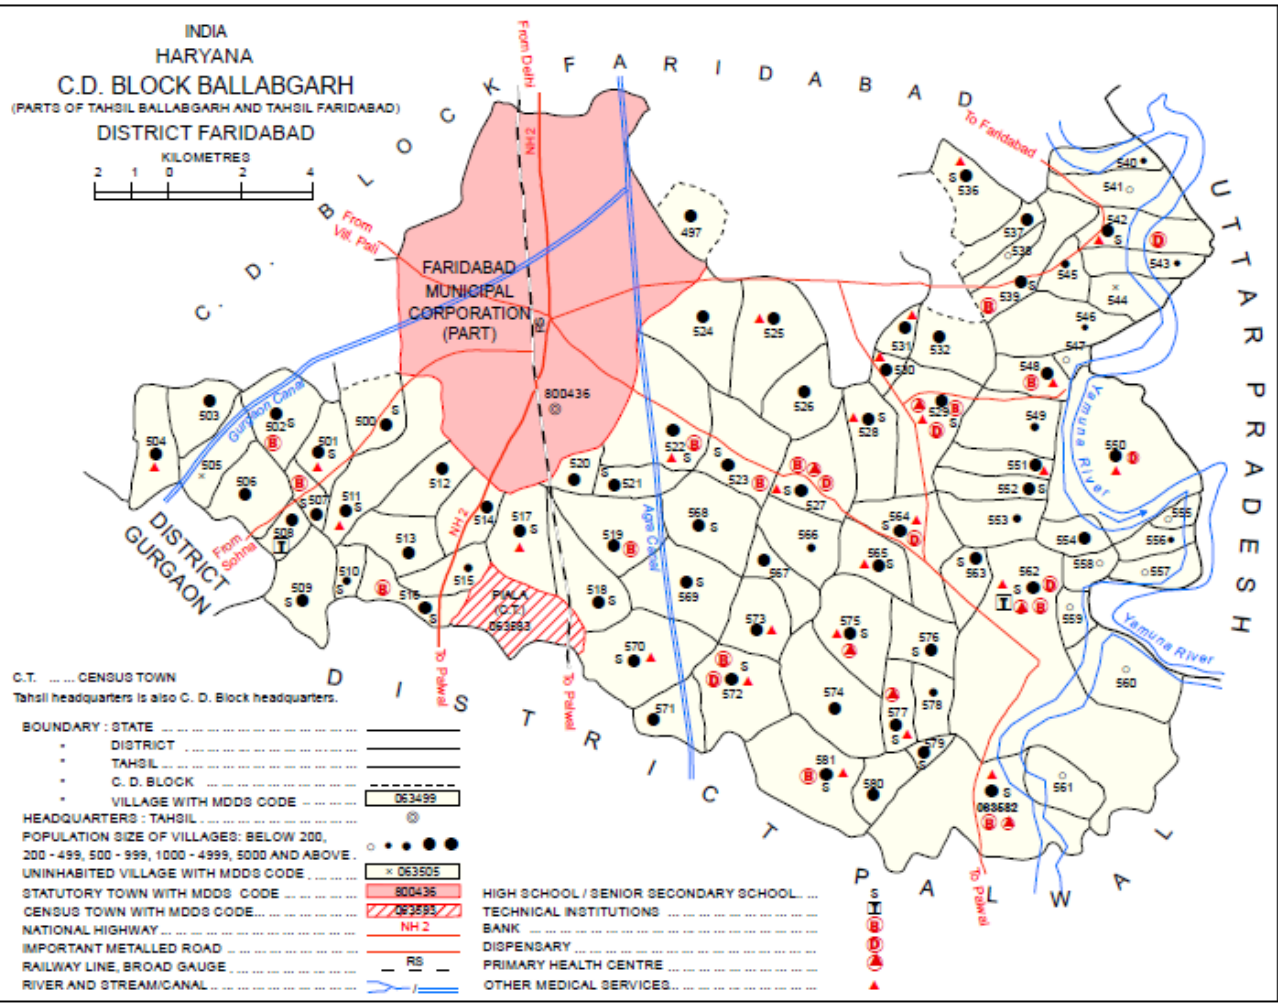 INDIA
HARYANA
C.D. BLOCK BALLABGARH
(PARTS OF TAHSIL BALLABGARH AND TAHSIL FARIDABAD)
DISTRICT FARIDABAD
KILOMETRES
2 1 0 2 4
C. D. BLOCK FARIDABAD
UTTAR PRADESH
DISTRICT PALWAL
DISTRICT
GURGAON
From Delhi
NH 2
From
Vill. Pali
To Faridabad
FARIDABAD
MUNICIPAL
CORPORATION
(PART)
RS
800436
Gurgaon Canal
Agra Canal
Yamuna River
Yamuna River
From
Sohna
NH 2
To Palwal
To Palwal
To Palwal
PIALA
(C.T.)
063583
497
500
501
502 S
503
504
505
506
507
508
509
510
511
512
513
514
515
516
517
518
519
520
521
522
523
524
525
526
527
528
529
530
531
532
536
537
538
539
540
541
542
543
544
545
546
547
548
549
550
551
552
553
554
555
556
557
558
559
560
561
562
563
564
565
566
567
568
569
570
571
572
573
574
575
576
577
578
579
580
581
063582
C.T. ... ... CENSUS TOWN
Tahsil headquarters is also C. D. Block headquarters.
BOUNDARY : STATE
" DISTRICT
" TAHSIL
" C. D. BLOCK
" VILLAGE WITH MDDS CODE 063499
HEADQUARTERS : TAHSIL
POPULATION SIZE OF VILLAGES: BELOW 200,
200 - 499, 500 - 999, 1000 - 4999, 5000 AND ABOVE .
UNINHABITED VILLAGE WITH MDDS CODE × 063505
STATUTORY TOWN WITH MDDS CODE 800436
CENSUS TOWN WITH MDDS CODE 063593
NATIONAL HIGHWAY NH 2
IMPORTANT METALLED ROAD
RAILWAY LINE, BROAD GAUGE RS
RIVER AND STREAM/CANAL
HIGH SCHOOL / SENIOR SECONDARY SCHOOL S
TECHNICAL INSTITUTIONS I
BANK B
DISPENSARY D
PRIMARY HEALTH CENTRE
OTHER MEDICAL SERVICES